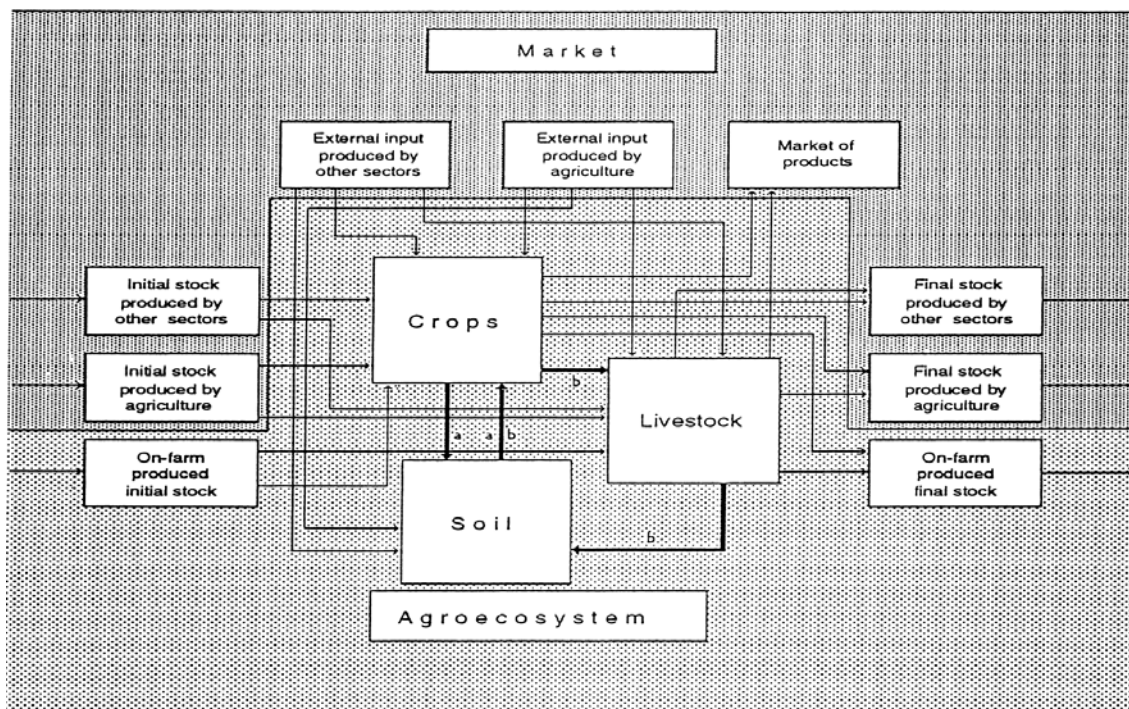 Market
External input
produced by
other sectors
External input
produced by
agriculture
Market of
products
Initial stock
produced by
other sectors
Crops
Final stock
produced by
other sectors
Initial stock
produced by
agriculture
b
Livestock
Final stock
produced by
agriculture
a a b
On-farm
produced
initial stock
On-farm
produced
final stock
Soil
b
Agroecosystem